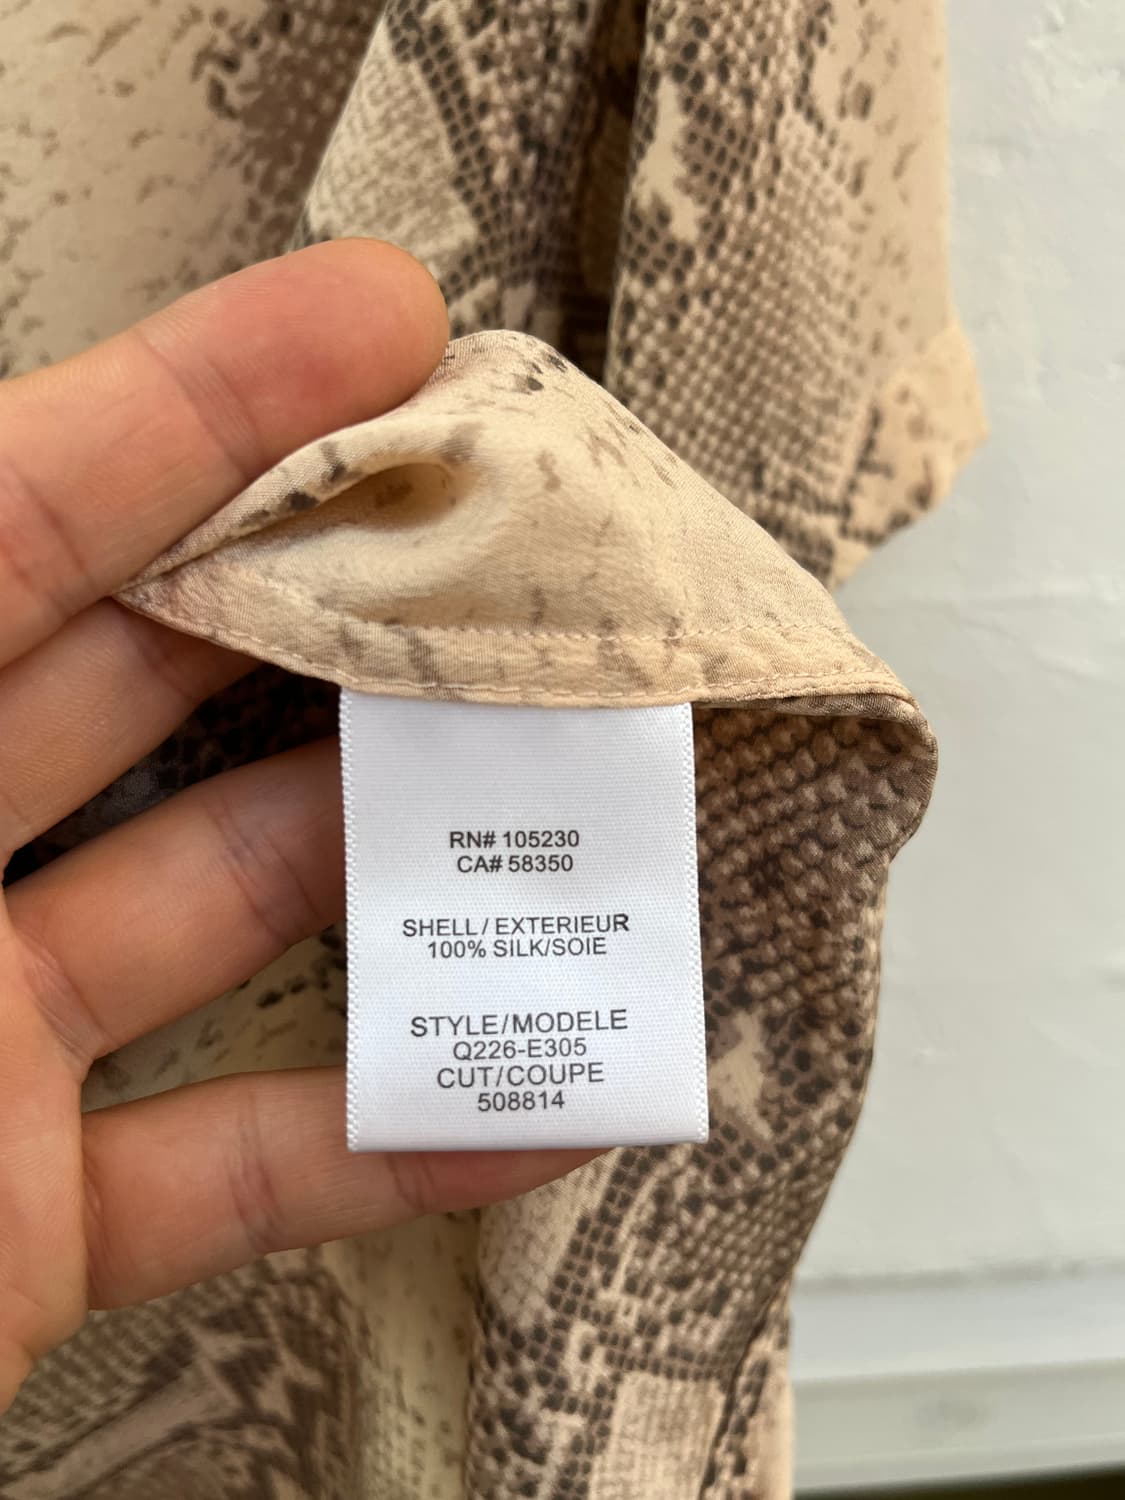 RN# 105230
CA# 58350
SHELL/EXTERIEUR
100% SILK/SOIE
STYLE/MODELE
Q226-E305
CUT/COUPE
508814